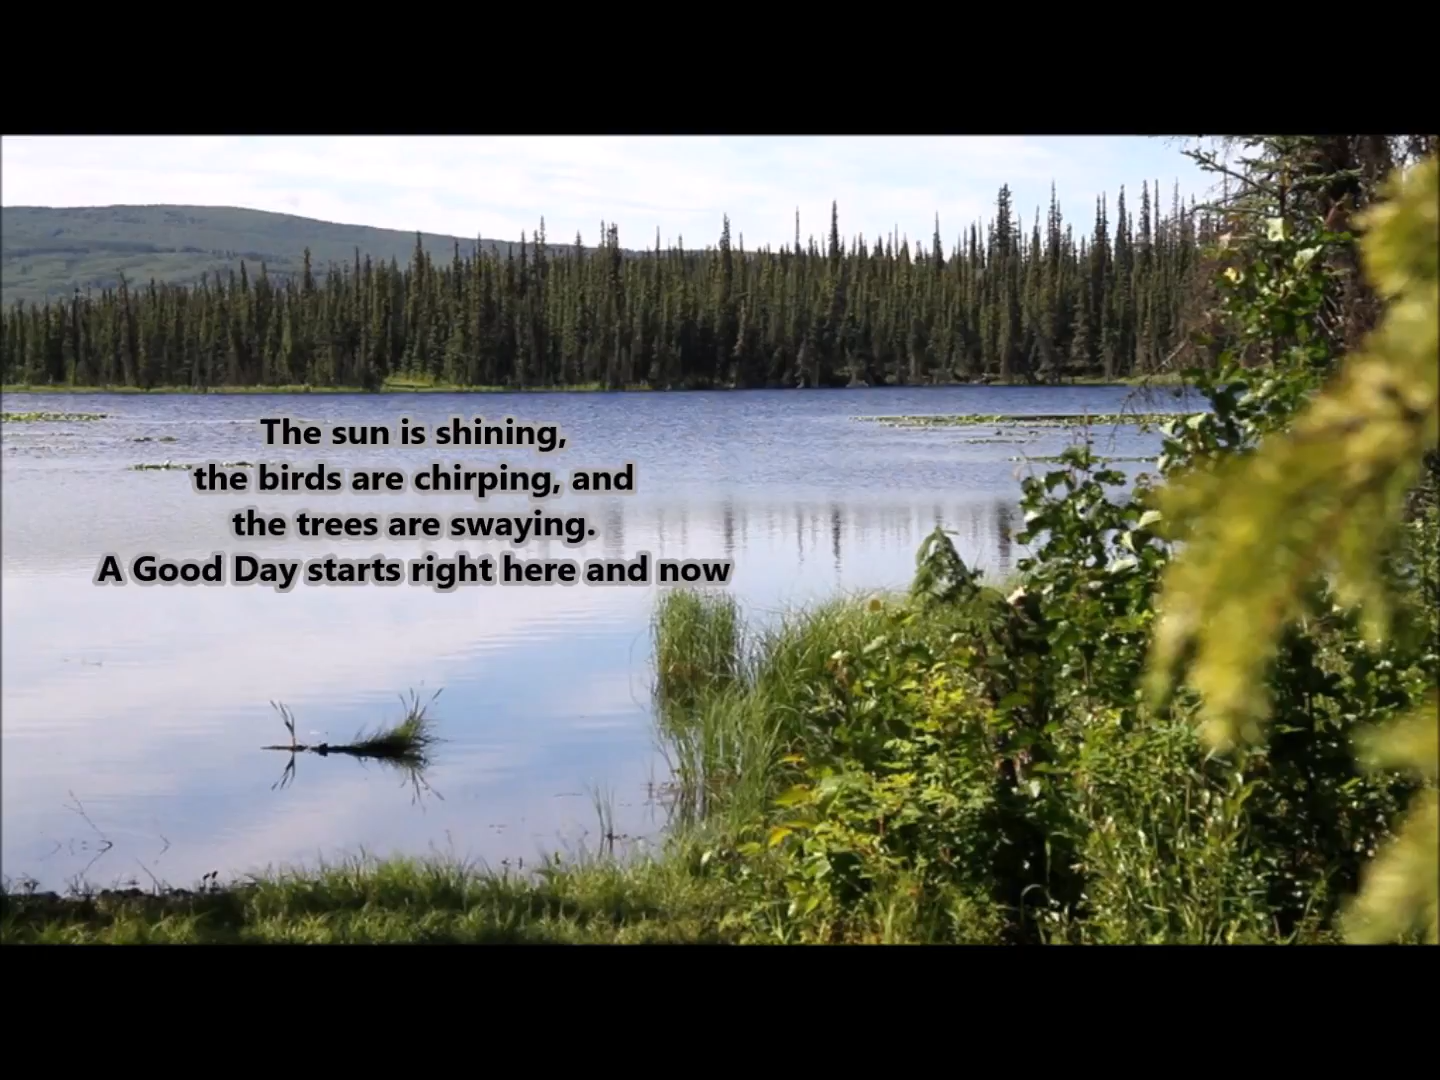 The sun is shining,
the birds are chirping, and
the trees are swaying.
A Good Day starts right here and now